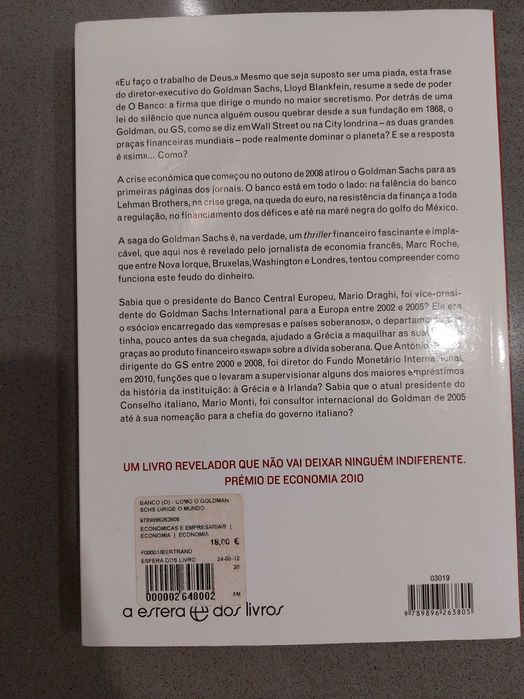 «Eu faço o trabalho de Deus.» Mesmo que seja suposto ser uma piada, esta frase
do diretor-executivo do Goldman Sachs, Lloyd Blankfein, resume a sede de poder
de O Banco: a firma que dirige o mundo no maior secretismo. Por detrás de uma
lei do silêncio que nunca alguém ousou quebrar desde a sua fundação em 1868, o
Goldman, ou GS, como se diz em Wall Street ou na City londrina – as duas grandes
praças financeiras mundiais – pode realmente dominar o planeta? E se a resposta
é «sim»... Como?
A crise económica que começou no outono de 2008 atirou o Goldman Sachs para as
primeiras páginas dos jornais. O banco está em todo o lado: na falência do banco
Lehman Brothers, na crise grega, na queda do euro, na resistência da finança a toda
a regulação, no financiamento dos défices e até na maré negra do golfo do México.
A saga do Goldman Sachs é, na verdade, um thriller financeiro fascinante e impla-
cável, que aqui nos é revelado pelo jornalista de economia francês, Marc Roche,
que entre Nova Iorque, Bruxelas, Washington e Londres, tentou compreender como
funciona este feudo do dinheiro.
Sabia que o presidente do Banco Central Europeu, Mario Draghi, foi vice-presi-
dente do Goldman Sachs International para a Europa entre 2002 e 2005? Ele era
o «sócio» encarregado das «empresas e países soberanos», o departamento
tinha, pouco antes da sua chegada, ajudado a Grécia a maquilhar as sua
graças ao produto financeiro «swap» sobre a dívida soberana. Que António
dirigente do GS entre 2000 e 2008, foi diretor do Fundo Monetário Internacional,
em 2010, funções que o levaram a supervisionar alguns dos maiores empréstimos
da história da instituição: à Grécia e à Irlanda? Sabia que o atual presidente do
Conselho italiano, Mario Monti, foi consultor internacional do Goldman de 2005
até à sua nomeação para a chefia do governo italiano?
UM LIVRO REVELADOR QUE NÃO VAI DEIXAR NINGUÉM INDIFERENTE.
PRÉMIO DE ECONOMIA 2010
BANCO (O) - COMO O GOLDMAN
SCHS DIRIGE O MUNDO
9789896263805
ECONÓMICAS E EMPRESARIAIS |
ECONOMIA | ECONOMIA
18,00 €
F00001/BERTRAND
ESFERA DOS LIVRO 24-08-12
20
000002 648002 AM
a esfera dos livros
03019
9 789896 263805